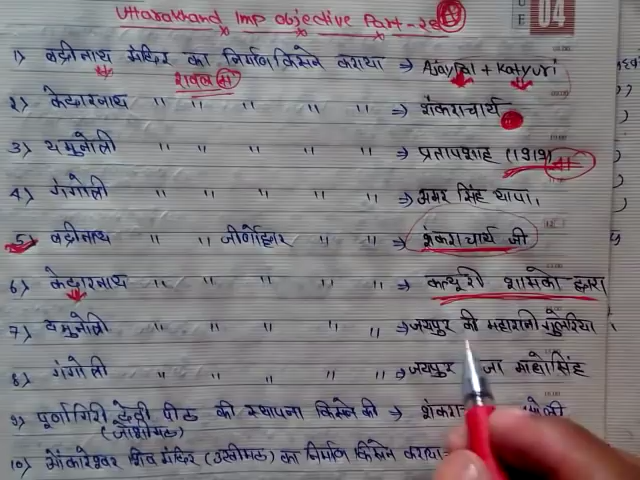 Uttarakhand Imp objective Part-28 A
E 04
1) बद्रीनाथ मंदिर का निर्माण किसने कराया → Ajaypal + Katyuri
2) केदारनाथ " " " " " ⇒ शंकराचार्य
3) यमुनोत्री " " " " " ⇒ प्रतापशाह (1919)
4) गंगोत्री " " " " " ⇒ अमर सिंह थापा।
5) बद्रीनाथ " " जीर्णोद्धार " " ⇒ शंकराचार्य जी
6) केदारनाथ " " " " " ⇒ कत्यूरी शासको द्वारा
7) यमुनोत्री " " " " " ⇒ जयपुर की महारानी गुलेरिया
8) गंगोत्री " " " " " ⇒ जयपुर जा माधोसिंह
9) पूर्णागिरी देवी पीठ की स्थापना किसने की ⇒
(जोशीमठ)
10) ओंकारेश्वर शिव मंदिर (उखीमठ) का निर्माण किसने कराया